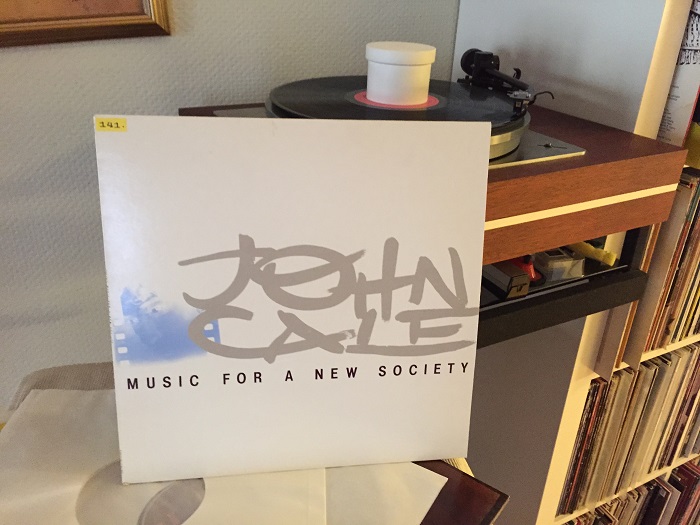 141.
JOHN
CALE
MUSIC FOR A NEW SOCIETY